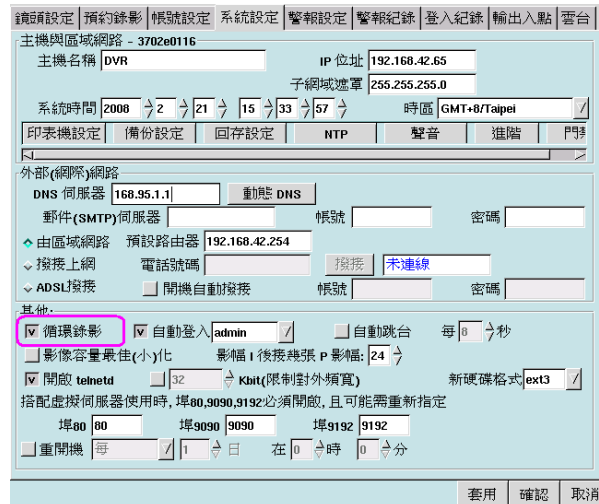 鏡頭設定 預約錄影 帳號設定 系統設定 警報設定 警報紀錄 登入紀錄 輸出入點 雲台
主機與區域網路 - 3702e0116
主機名稱 DVR IP 位址 192.168.42.65
子網域遮罩 255.255.255.0
系統時間 2008 2 21 15 33 57 時區 GMT+8/Taipei
印表機設定 備份設定 回存設定 NTP 聲音 進階
外部(網際)網路
DNS 伺服器 168.95.1.1 動態 DNS
郵件(SMTP)伺服器 帳號 密碼
由區域網路 預設路由器 192.168.42.254
撥接上網 電話號碼 撥接 未連線
ADSL撥接 開機自動撥接 帳號 密碼
其他:
循環錄影 自動登入 admin 自動跳台 每 8 秒
影像容量最佳(小)化 影幅 I 後接幾張 P 影幅: 24
開啟 telnetd 32 Kbit(限制對外頻寬) 新硬碟格式 ext3
搭配虛擬伺服器使用時, 埠80,9090,9192必須開啟, 且可能需重新指定
埠80 80 埠9090 9090 埠9192 9192
重開機 每 1 日 在 0 時 0 分
套用 確認 取消